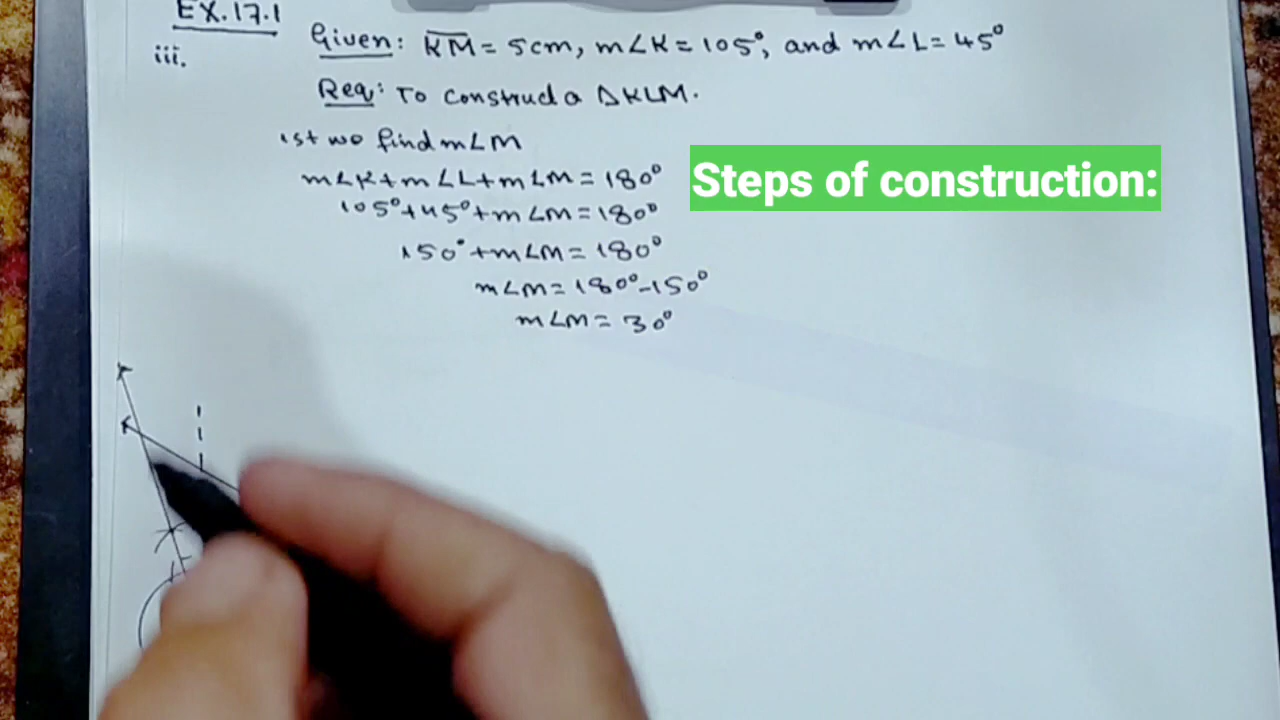 EX.17.1
iii.
Given: KM = 5cm, m∠K = 105°, and m∠L = 45°
Req: To construct a ΔKLM.
1st we find m∠M
m∠K + m∠L + m∠M = 180°
105° + 45° + m∠M = 180°
150° + m∠M = 180°
m∠M = 180° - 150°
m∠M = 30°
Steps of construction: